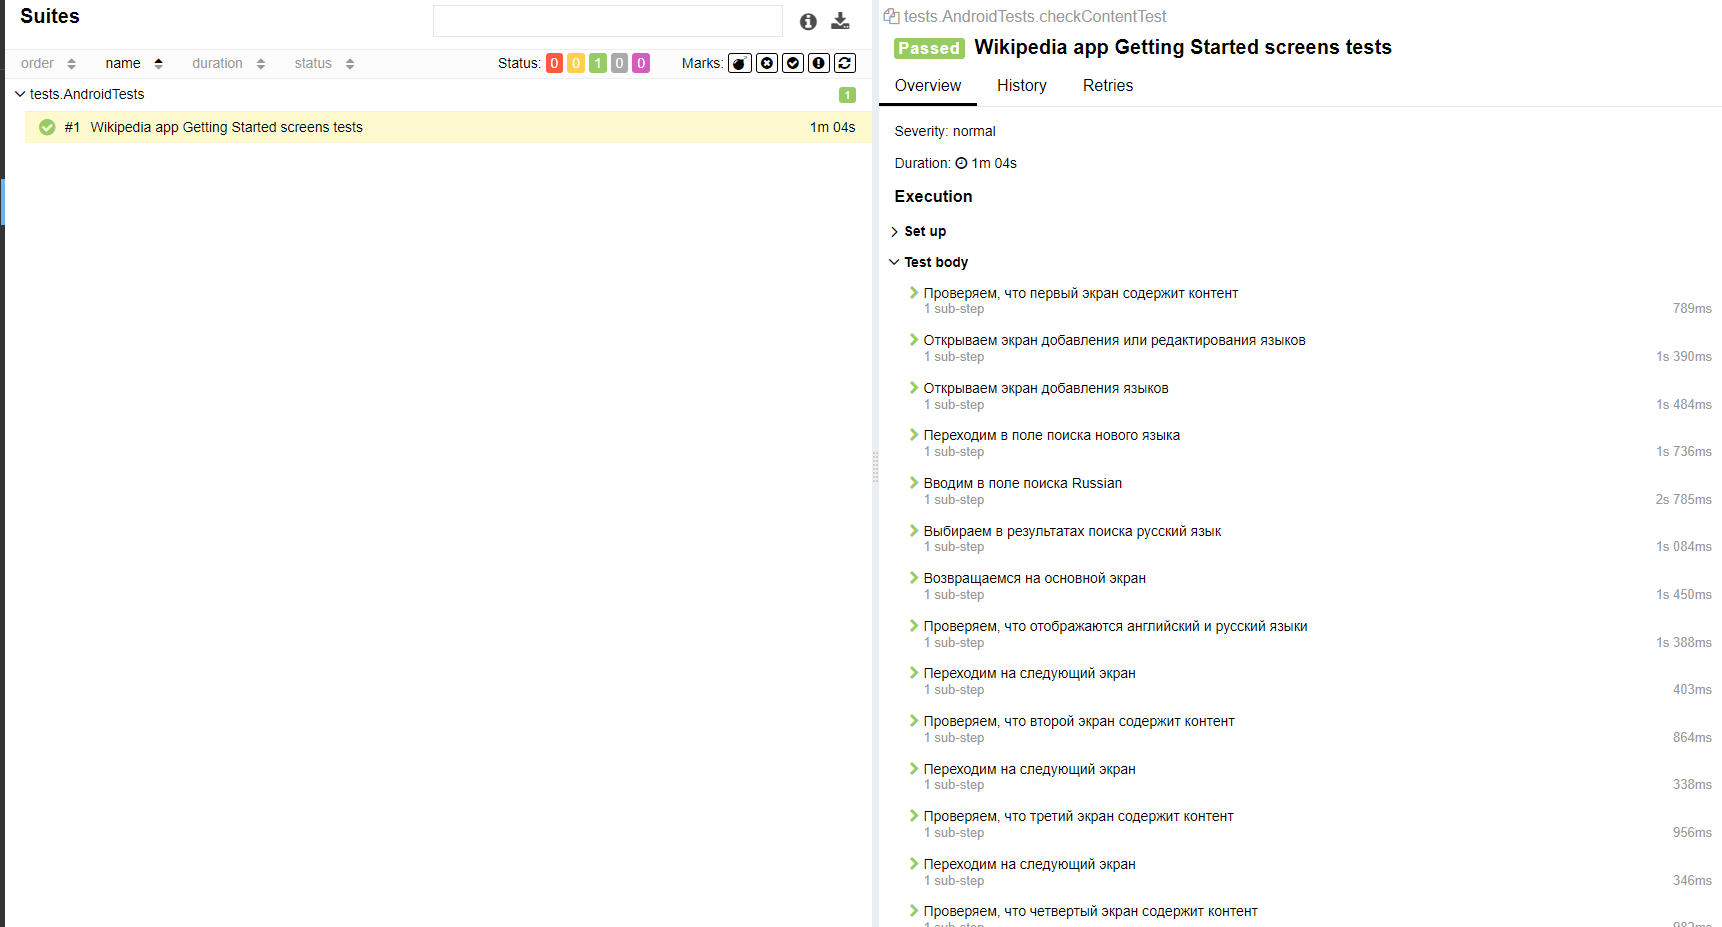 Suites
order name duration status Status: 0 0 1 0 0 Marks:
tests.AndroidTests 1
#1 Wikipedia app Getting Started screens tests 1m 04s
tests.AndroidTests.checkContentTest
Passed Wikipedia app Getting Started screens tests
Overview History Retries
Severity: normal
Duration: 1m 04s
Execution
Set up
Test body
Проверяем, что первый экран содержит контент
1 sub-step 789ms
Открываем экран добавления или редактирования языков
1 sub-step 1s 390ms
Открываем экран добавления языков
1 sub-step 1s 484ms
Переходим в поле поиска нового языка
1 sub-step 1s 736ms
Вводим в поле поиска Russian
1 sub-step 2s 785ms
Выбираем в результатах поиска русский язык
1 sub-step 1s 084ms
Возвращаемся на основной экран
1 sub-step 1s 450ms
Проверяем, что отображаются английский и русский языки
1 sub-step 1s 388ms
Переходим на следующий экран
1 sub-step 403ms
Проверяем, что второй экран содержит контент
1 sub-step 864ms
Переходим на следующий экран
1 sub-step 338ms
Проверяем, что третий экран содержит контент
1 sub-step 956ms
Переходим на следующий экран
1 sub-step 346ms
Проверяем, что четвертый экран содержит контент
1 sub-step